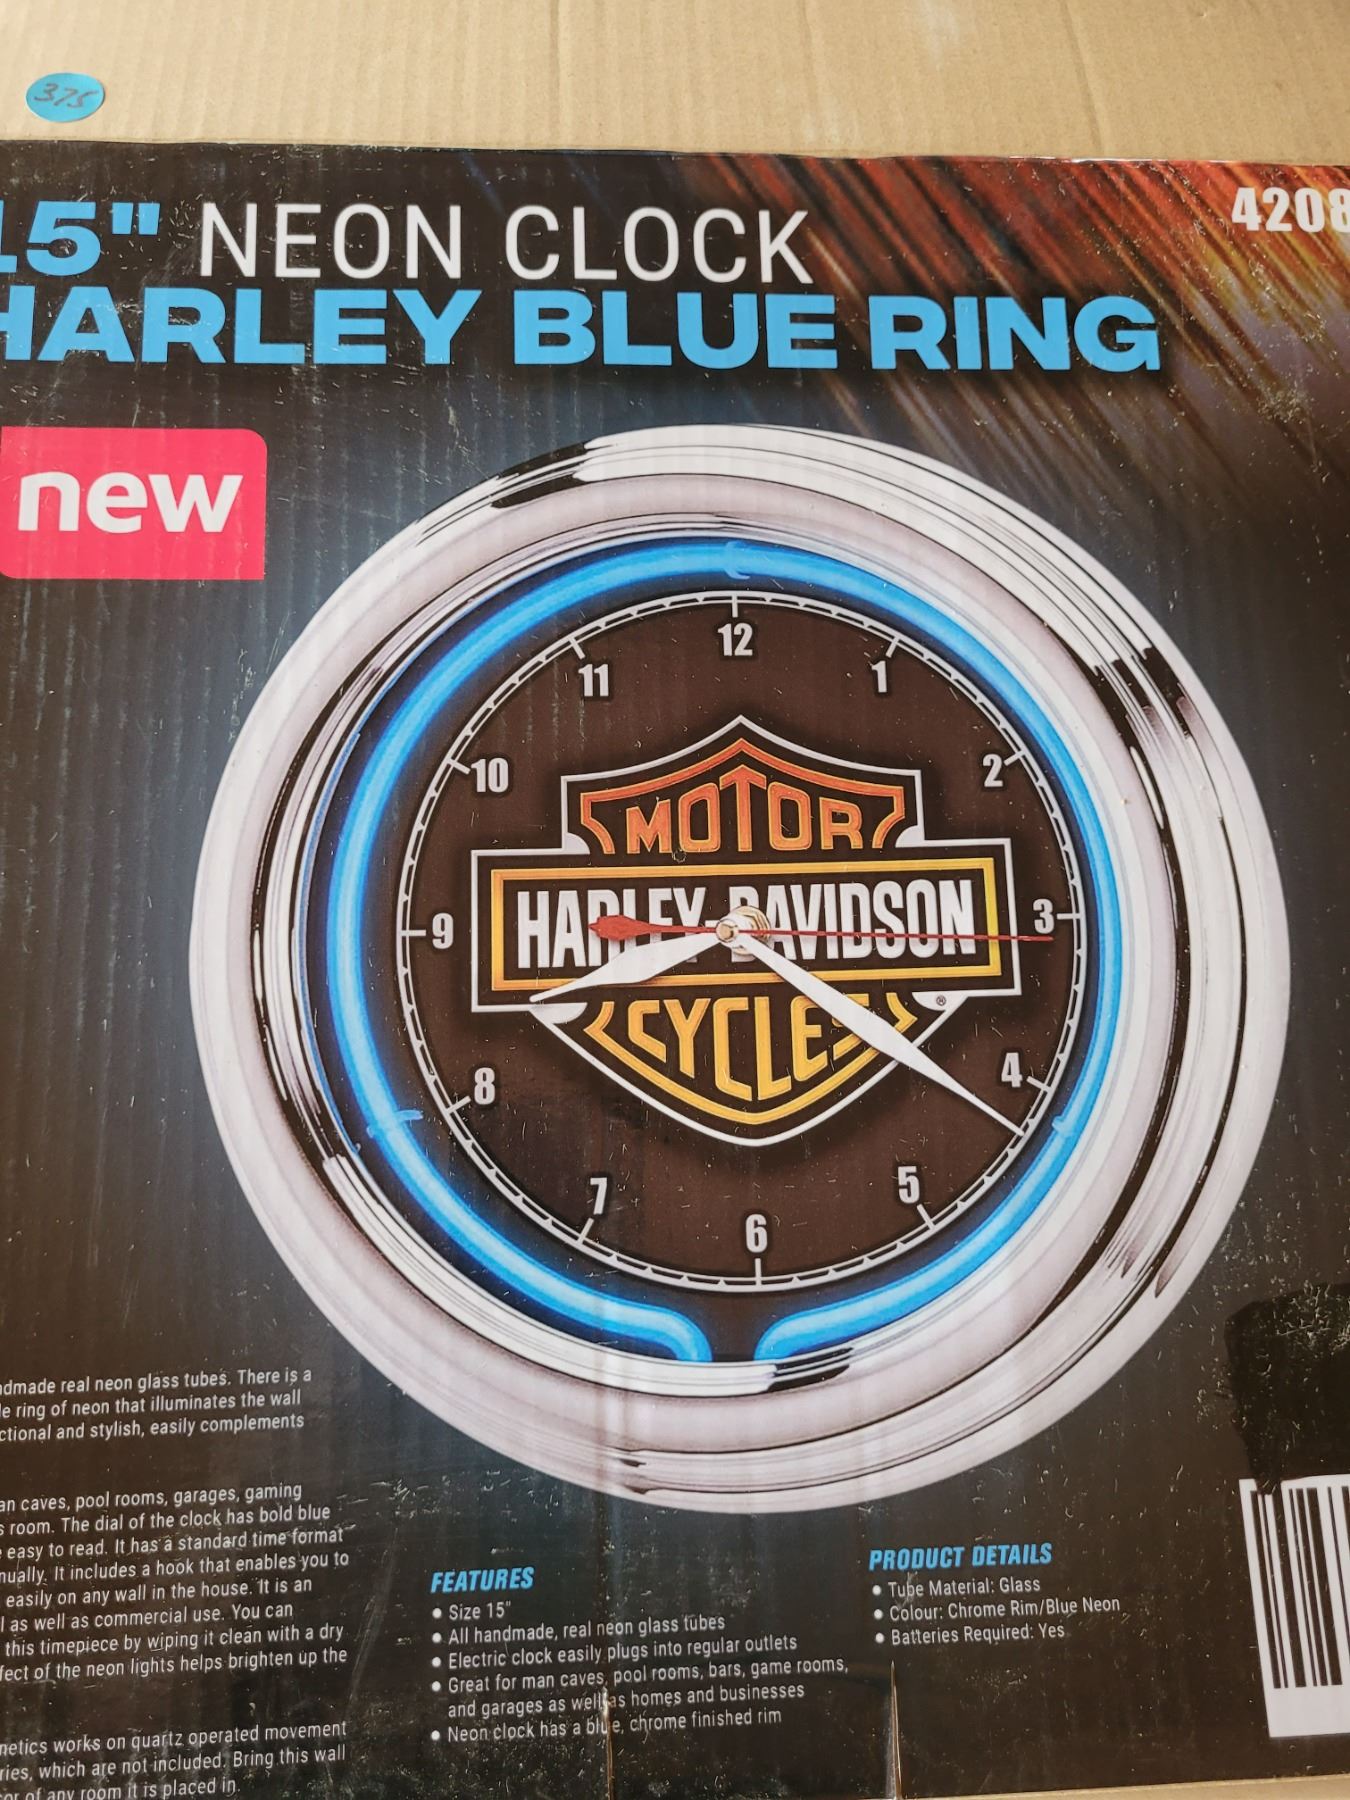 375
15" NEON CLOCK
4208
HARLEY BLUE RING
new
12
1
2
3
4
5
6
7
8
9
10
11
MOTOR
HARLEY-DAVIDSON
CYCLES
®
real neon glass tubes. There is a
ring of neon that illuminates the wall
and stylish, easily complements
caves, pool rooms, garages, gaming
room. The dial of the clock has bold blue
easy to read. It has a standard time format
It includes a hook that enables you to
easily on any wall in the house. It is an
as well as commercial use. You can
this timepiece by wiping it clean with a dry
of the neon lights helps brighten up the
works on quartz operated movement
which are not included. Bring this wall
of any room it is placed in.
FEATURES
• Size 15"
• All handmade, real neon glass tubes
• Electric clock easily plugs into regular outlets
• Great for man caves, pool rooms, bars, game rooms,
and garages as well as homes and businesses
• Neon clock has a blue, chrome finished rim
PRODUCT DETAILS
• Tube Material: Glass
• Colour: Chrome Rim/Blue Neon
• Batteries Required: Yes